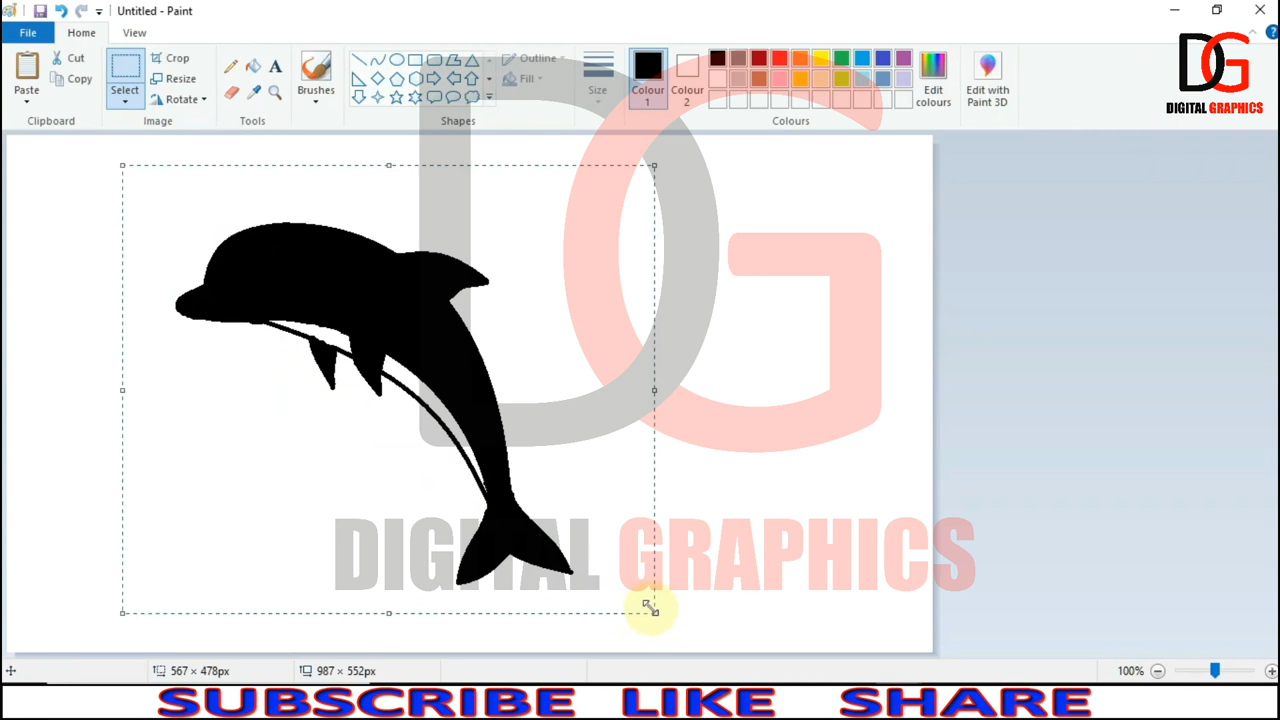 Untitled - Paint
File Home View
Paste
Cut
Copy
Clipboard
Select
Crop
Resize
Rotate
Image
Tools
Brushes
Shapes
Outline
Fill
Size
Colour 1
Colour 2
Colours
Edit colours
Edit with Paint 3D
DG
DIGITAL GRAPHICS
DG
DIGITAL GRAPHICS
567 × 478px
987 × 552px
100%
SUBSCRIBE LIKE SHARE